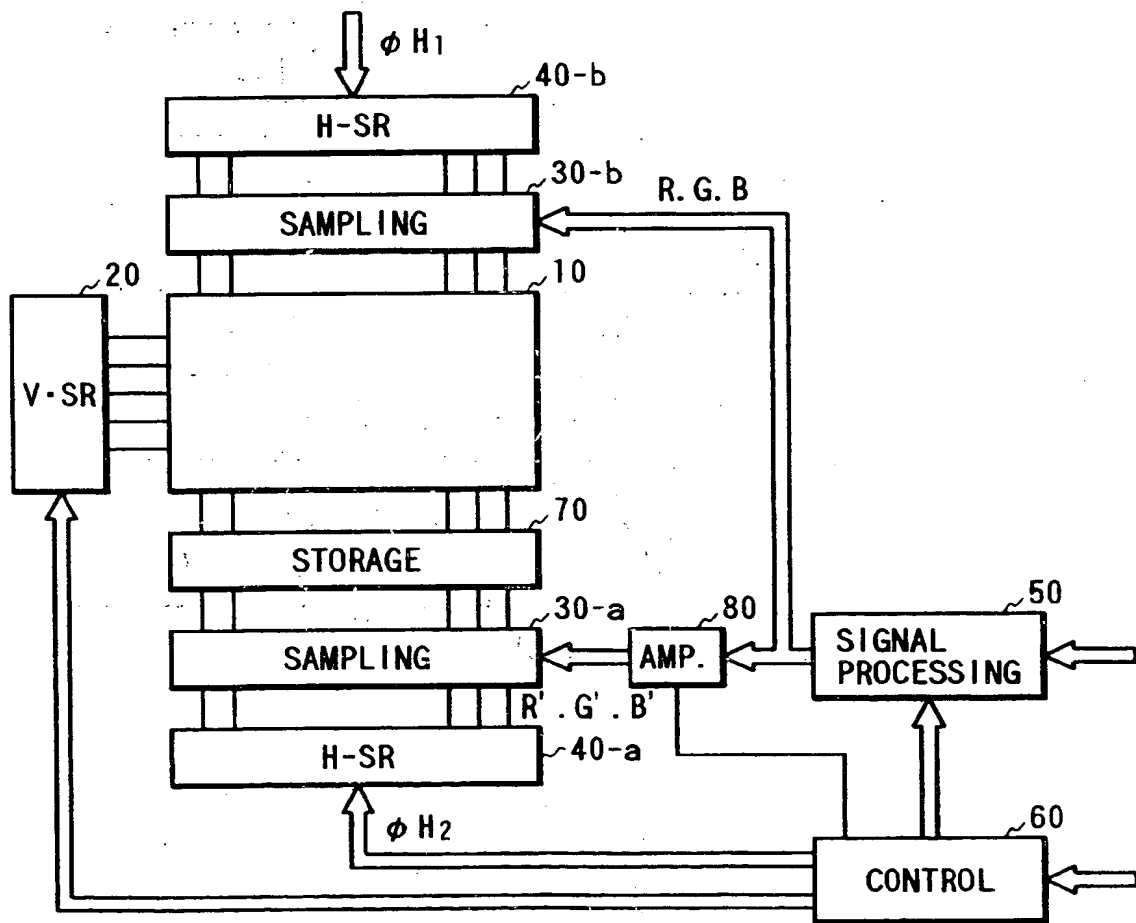 φH1
40-b
H-SR
30-b
R.G.B
SAMPLING
20
10
V·SR
70
STORAGE
30-a
80
50
SAMPLING
AMP.
SIGNAL
PROCESSING
R'.G'.B'
H-SR
40-a
φH2
60
CONTROL